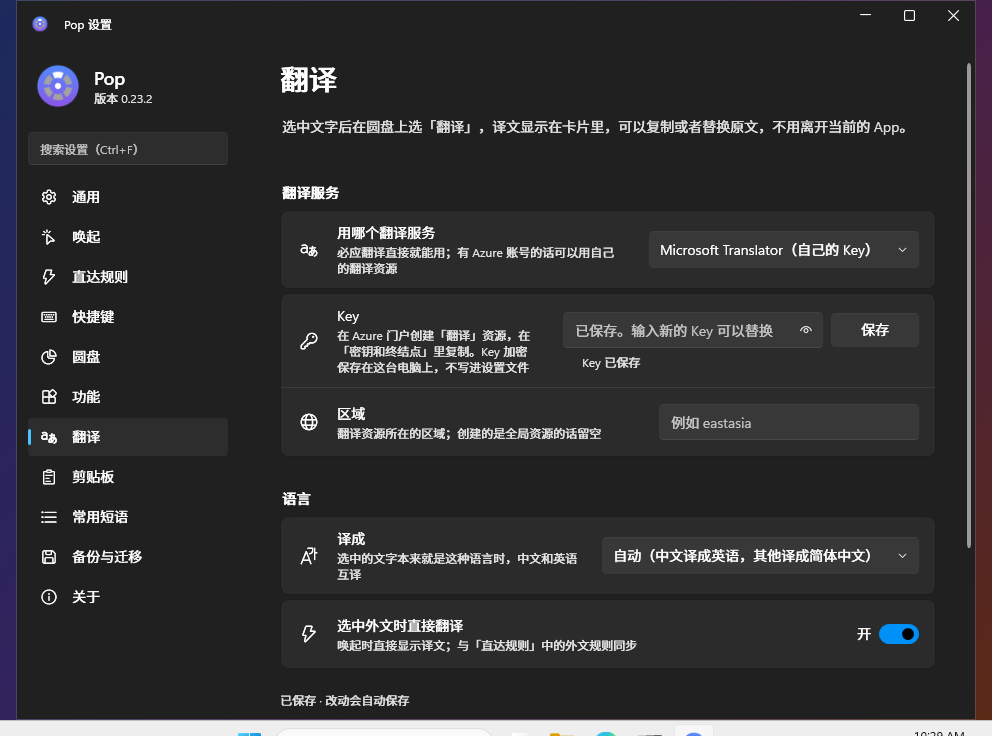 Pop 设置
Pop
版本 0.23.2
搜索设置（Ctrl+F）
通用
唤起
直达规则
快捷键
圆盘
功能
翻译
剪贴板
常用短语
备份与迁移
关于
翻译
选中文字后在圆盘上选「翻译」，译文显示在卡片里，可以复制或者替换原文，不用离开当前的 App。
翻译服务
用哪个翻译服务
必应翻译直接就能用；有 Azure 账号的话可以用自己
的翻译资源
Microsoft Translator（自己的 Key）
Key
在 Azure 门户创建「翻译」资源，在
「密钥和终结点」里复制。Key 加密
保存在这台电脑上，不写进设置文件
已保存。输入新的 Key 可以替换
保存
Key 已保存
区域
翻译资源所在的区域；创建的是全局资源的话留空
例如 eastasia
语言
译成
选中的文字本来就是这种语言时，中文和英语
互译
自动（中文译成英语，其他译成简体中文）
选中外文时直接翻译
唤起时直接显示译文；与「直达规则」中的外文规则同步
开
已保存 · 改动会自动保存
10:29 AM